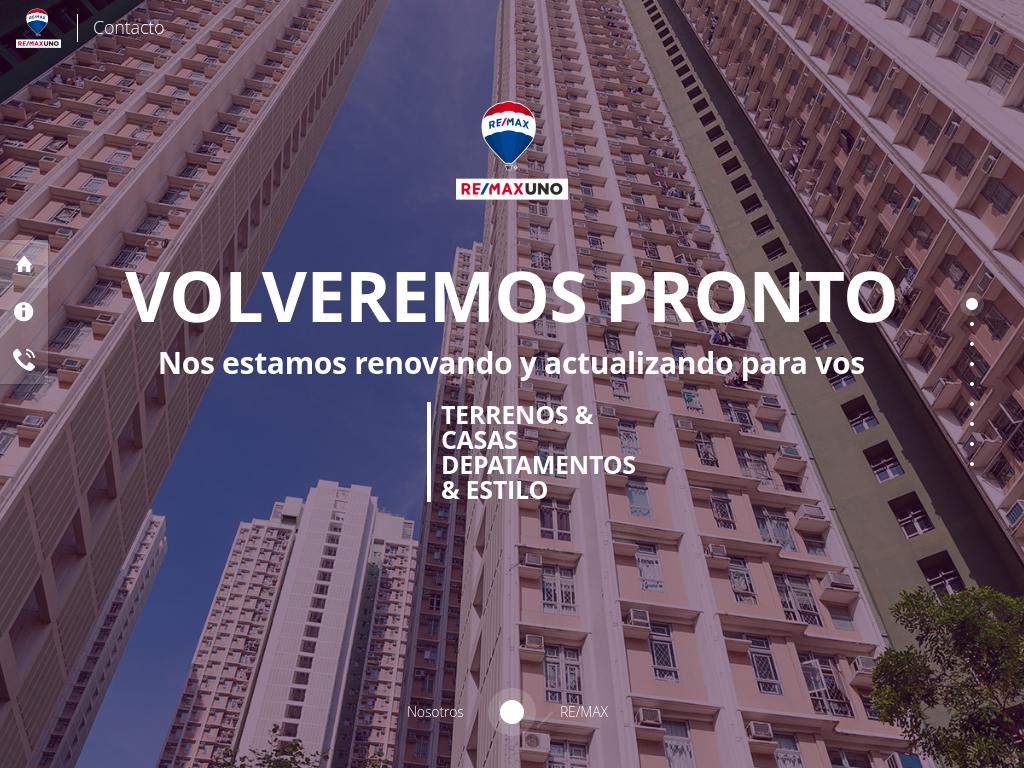 RE/MAX
RE/MAXUNO
Contacto
RE/MAX
RE/MAXUNO
VOLVEREMOS PRONTO
Nos estamos renovando y actualizando para vos
TERRENOS &
CASAS
DEPATAMENTOS
& ESTILO
Nosotros
RE/MAX